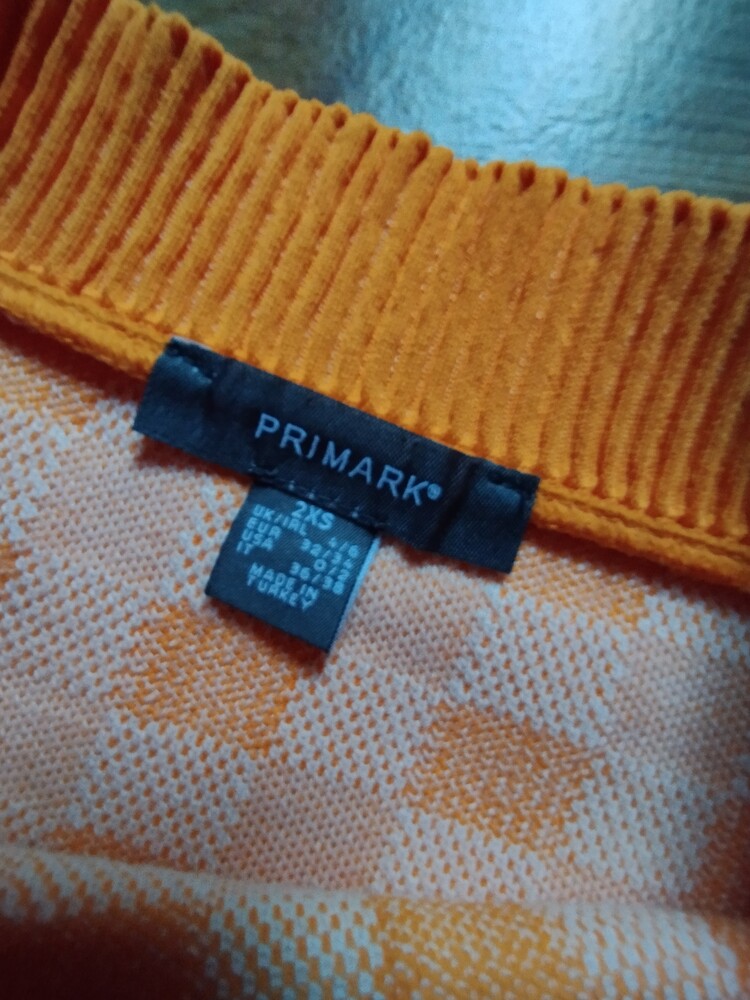 PRIMARK®
2XS
UK/IRL 4/6
EUR 32/34
USA 0/2
IT 36/38
MADE IN
TURKEY